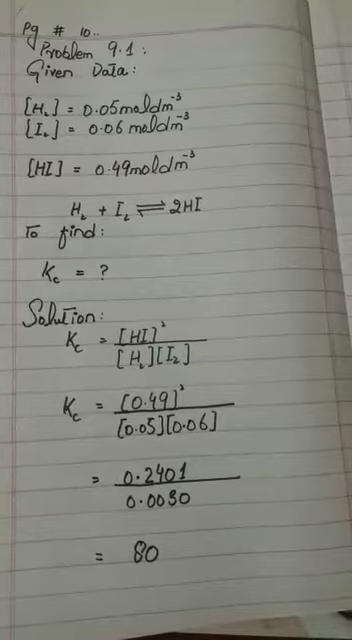 Pg # 10..
Problem 9.1:
Given Data:
[H₂] = 0.05 moldm⁻³
[I₂] = 0.06 moldm⁻³
[HI] = 0.49 moldm⁻³
H₂ + I₂ ⇌ 2HI
To find:
Kc = ?
Solution:
Kc = [HI]² / [H₂][I₂]
Kc = [0.49]² / [0.05][0.06]
= 0.2401 / 0.0030
= 80